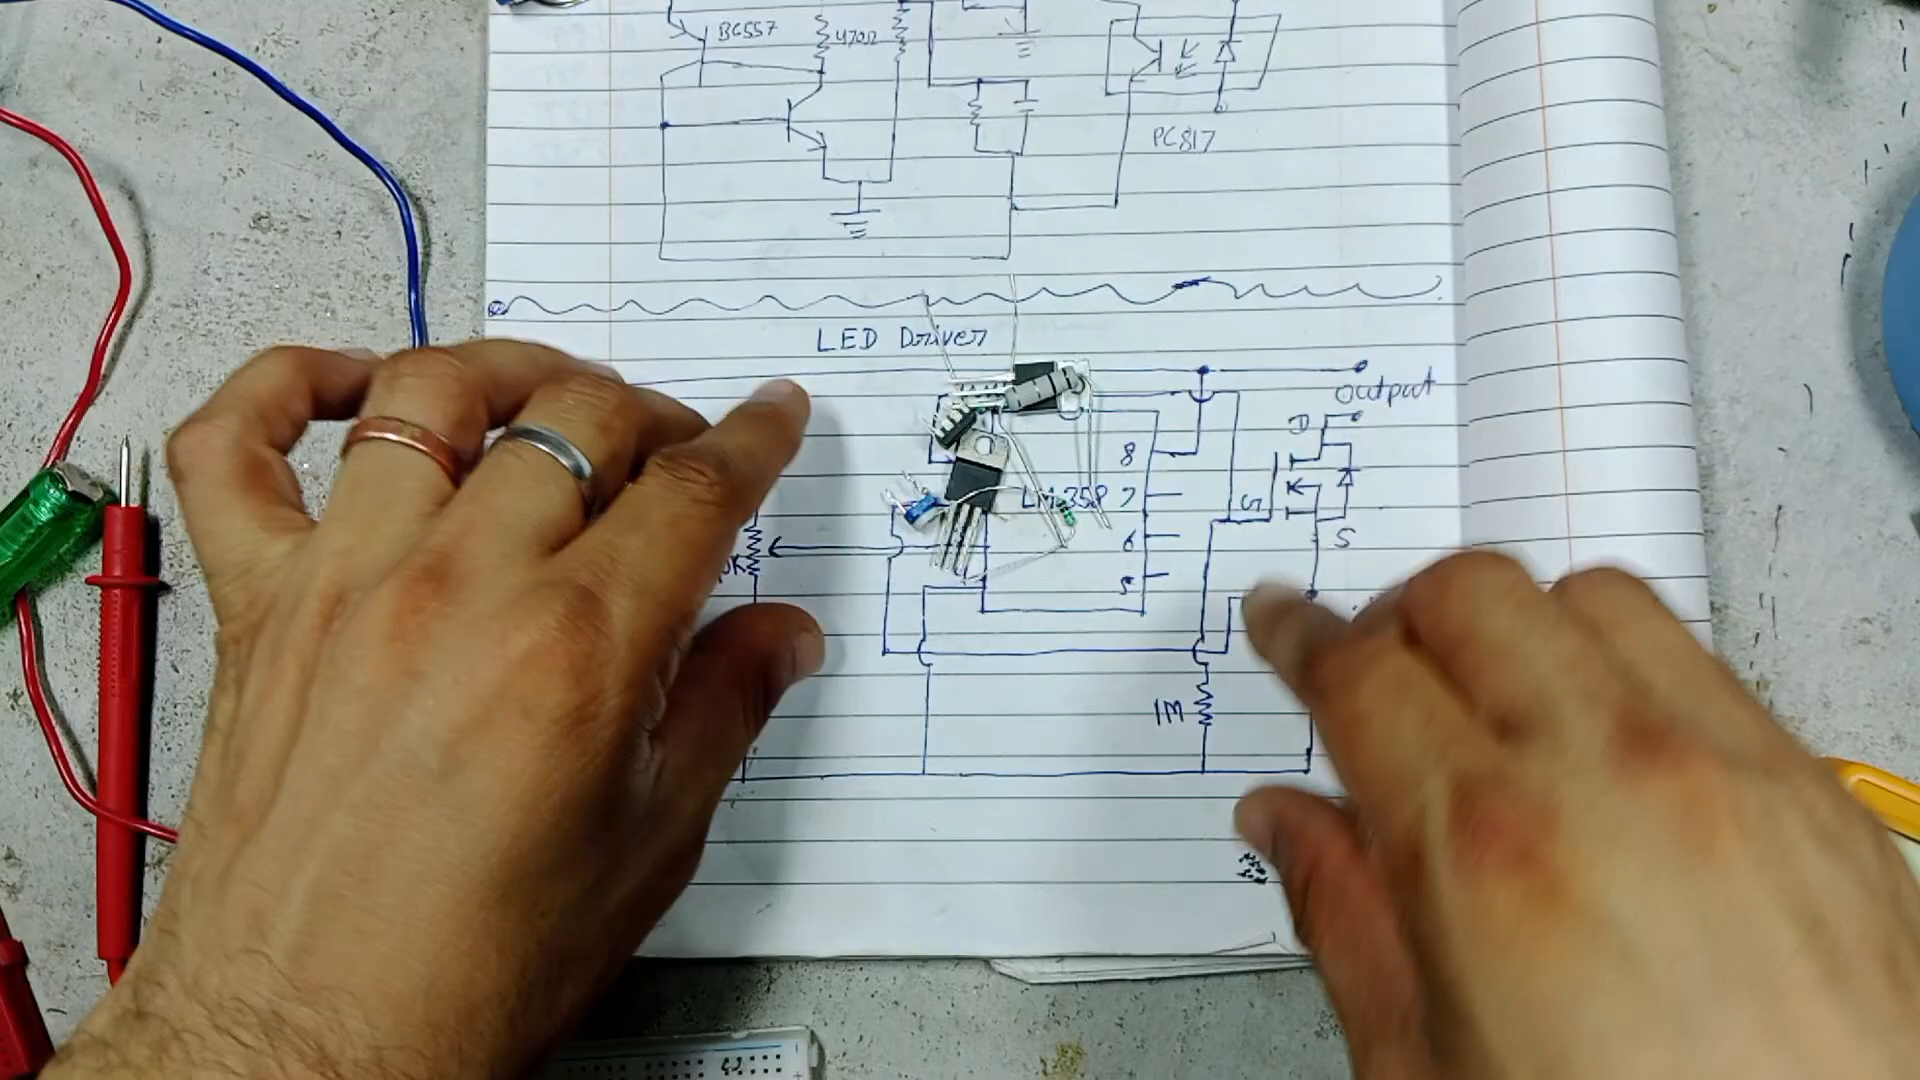 BC557
470Ω
PC817
LED Driver
Output
D
8
LM358
7
G
S
6
5
1M